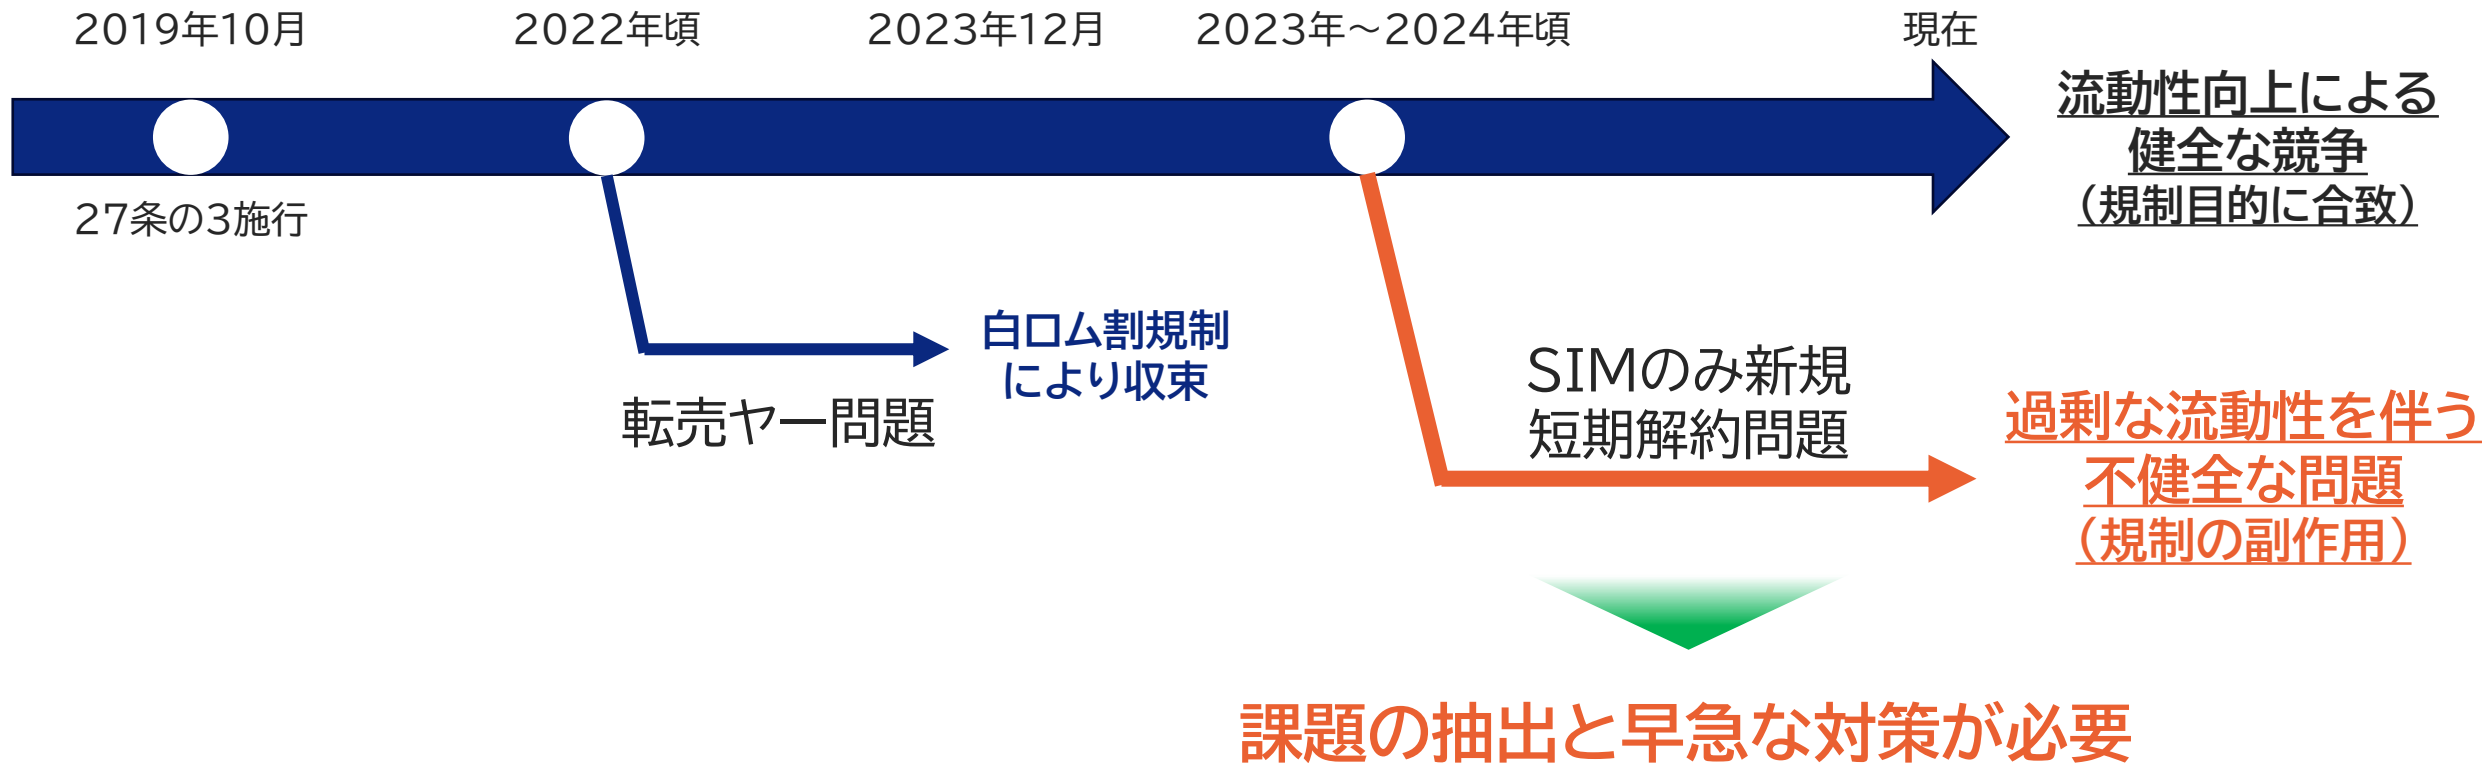 2019年10月
2022年頃
2023年12月
2023年～2024年頃
現在
流動性向上による
健全な競争
（規制目的に合致）
27条の3施行
白ロム割規制
により収束
転売ヤー問題
SIMのみ新規
短期解約問題
過剰な流動性を伴う
不健全な問題
（規制の副作用）
課題の抽出と早急な対策が必要